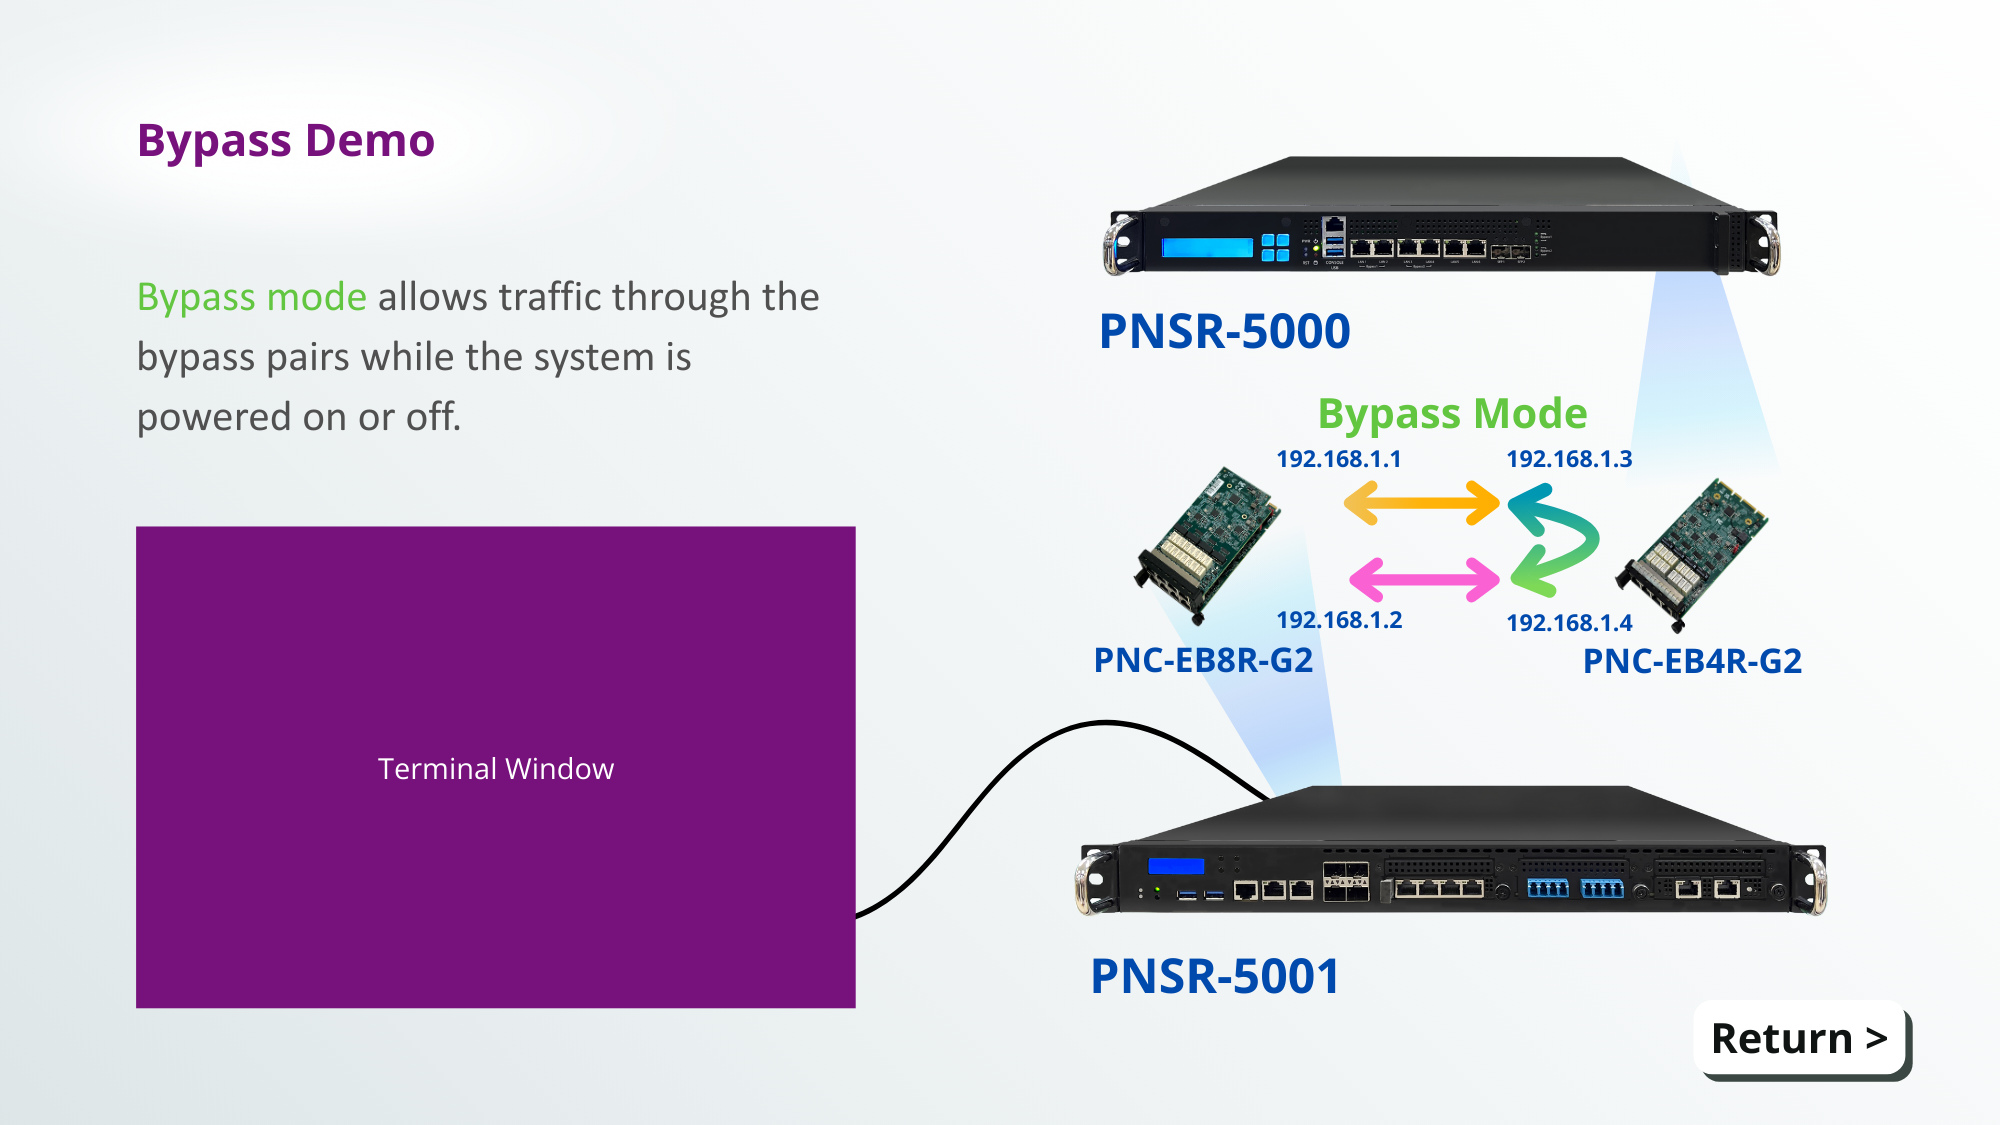 Bypass Demo
Bypass mode allows traffic through the
bypass pairs while the system is
powered on or off.
Terminal Window
PNSR-5000
Bypass Mode
192.168.1.1
192.168.1.3
192.168.1.2
192.168.1.4
PNC-EB8R-G2
PNC-EB4R-G2
PNSR-5001
Return >